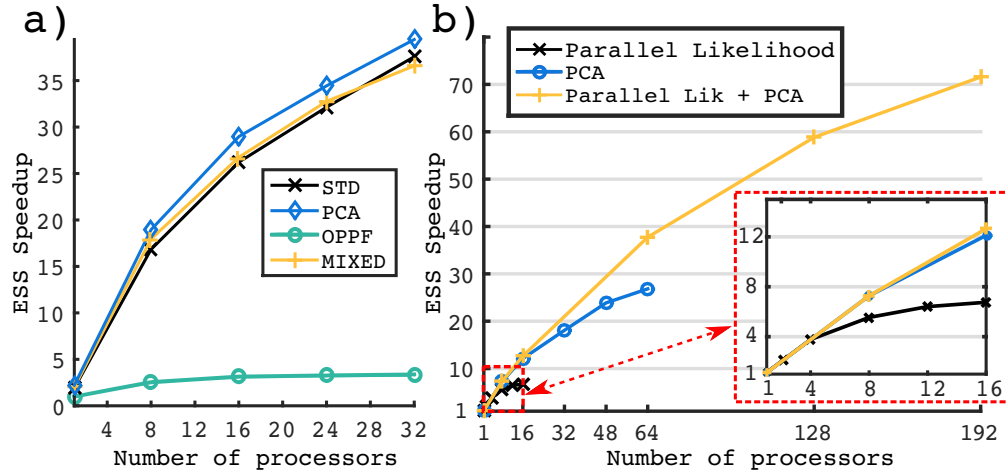 a)
ESS Speedup
35
30
25
20
15
10
5
0
0 4 8 12 16 20 24 28 32
Number of processors
STD
PCA
OPPF
MIXED
b)
ESS Speedup
70
60
50
40
30
20
10
1
1 16 32 48 64 128 192
Number of processors
Parallel Likelihood
PCA
Parallel Lik + PCA
12
8
4
1
1 4 8 12 16